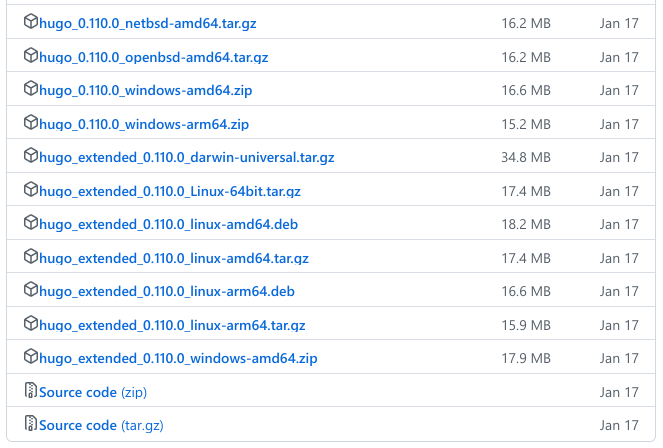 hugo_0.110.0_netbsd-amd64.tar.gz 16.2 MB Jan 17
hugo_0.110.0_openbsd-amd64.tar.gz 16.2 MB Jan 17
hugo_0.110.0_windows-amd64.zip 16.6 MB Jan 17
hugo_0.110.0_windows-arm64.zip 15.2 MB Jan 17
hugo_extended_0.110.0_darwin-universal.tar.gz 34.8 MB Jan 17
hugo_extended_0.110.0_Linux-64bit.tar.gz 17.4 MB Jan 17
hugo_extended_0.110.0_linux-amd64.deb 18.2 MB Jan 17
hugo_extended_0.110.0_linux-amd64.tar.gz 17.4 MB Jan 17
hugo_extended_0.110.0_linux-arm64.deb 16.6 MB Jan 17
hugo_extended_0.110.0_linux-arm64.tar.gz 15.9 MB Jan 17
hugo_extended_0.110.0_windows-amd64.zip 17.9 MB Jan 17
Source code (zip) Jan 17
Source code (tar.gz) Jan 17